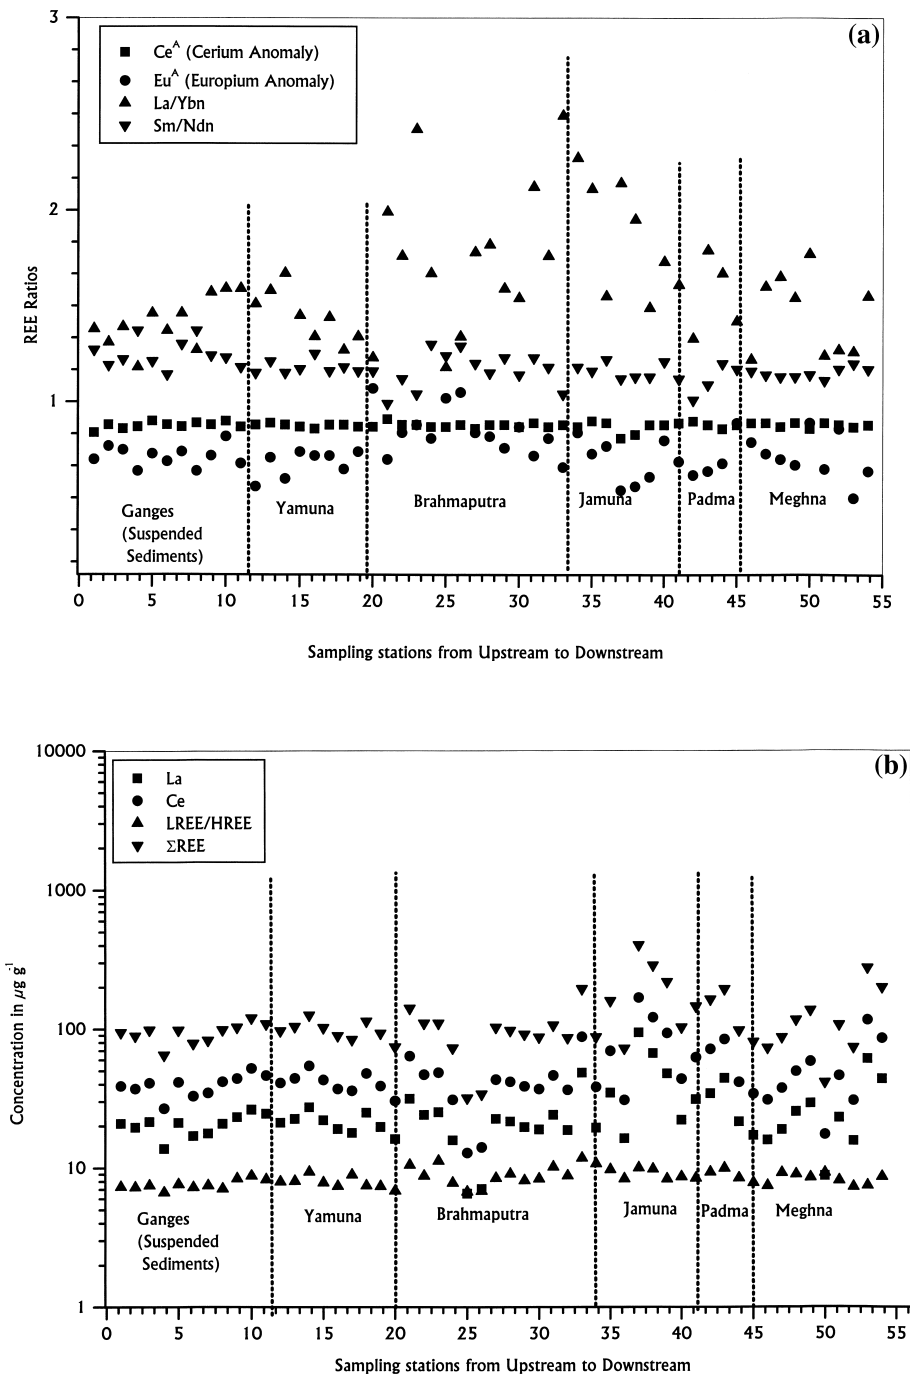 (a)
3
2
1
REE Ratios
Ce^A (Cerium Anomaly)
Eu^A (Europium Anomaly)
La/Ybn
Sm/Ndn
Ganges
(Suspended
Sediments)
Yamuna
Brahmaputra
Jamuna
Padma
Meghna
0 5 10 15 20 25 30 35 40 45 50 55
Sampling stations from Upstream to Downstream
(b)
10000
1000
100
10
1
Concentration in µg g^-1
La
Ce
LREE/HREE
ΣREE
Ganges
(Suspended
Sediments)
Yamuna
Brahmaputra
Jamuna
Padma
Meghna
0 5 10 15 20 25 30 35 40 45 50
Sampling stations from Upstream to Downstream